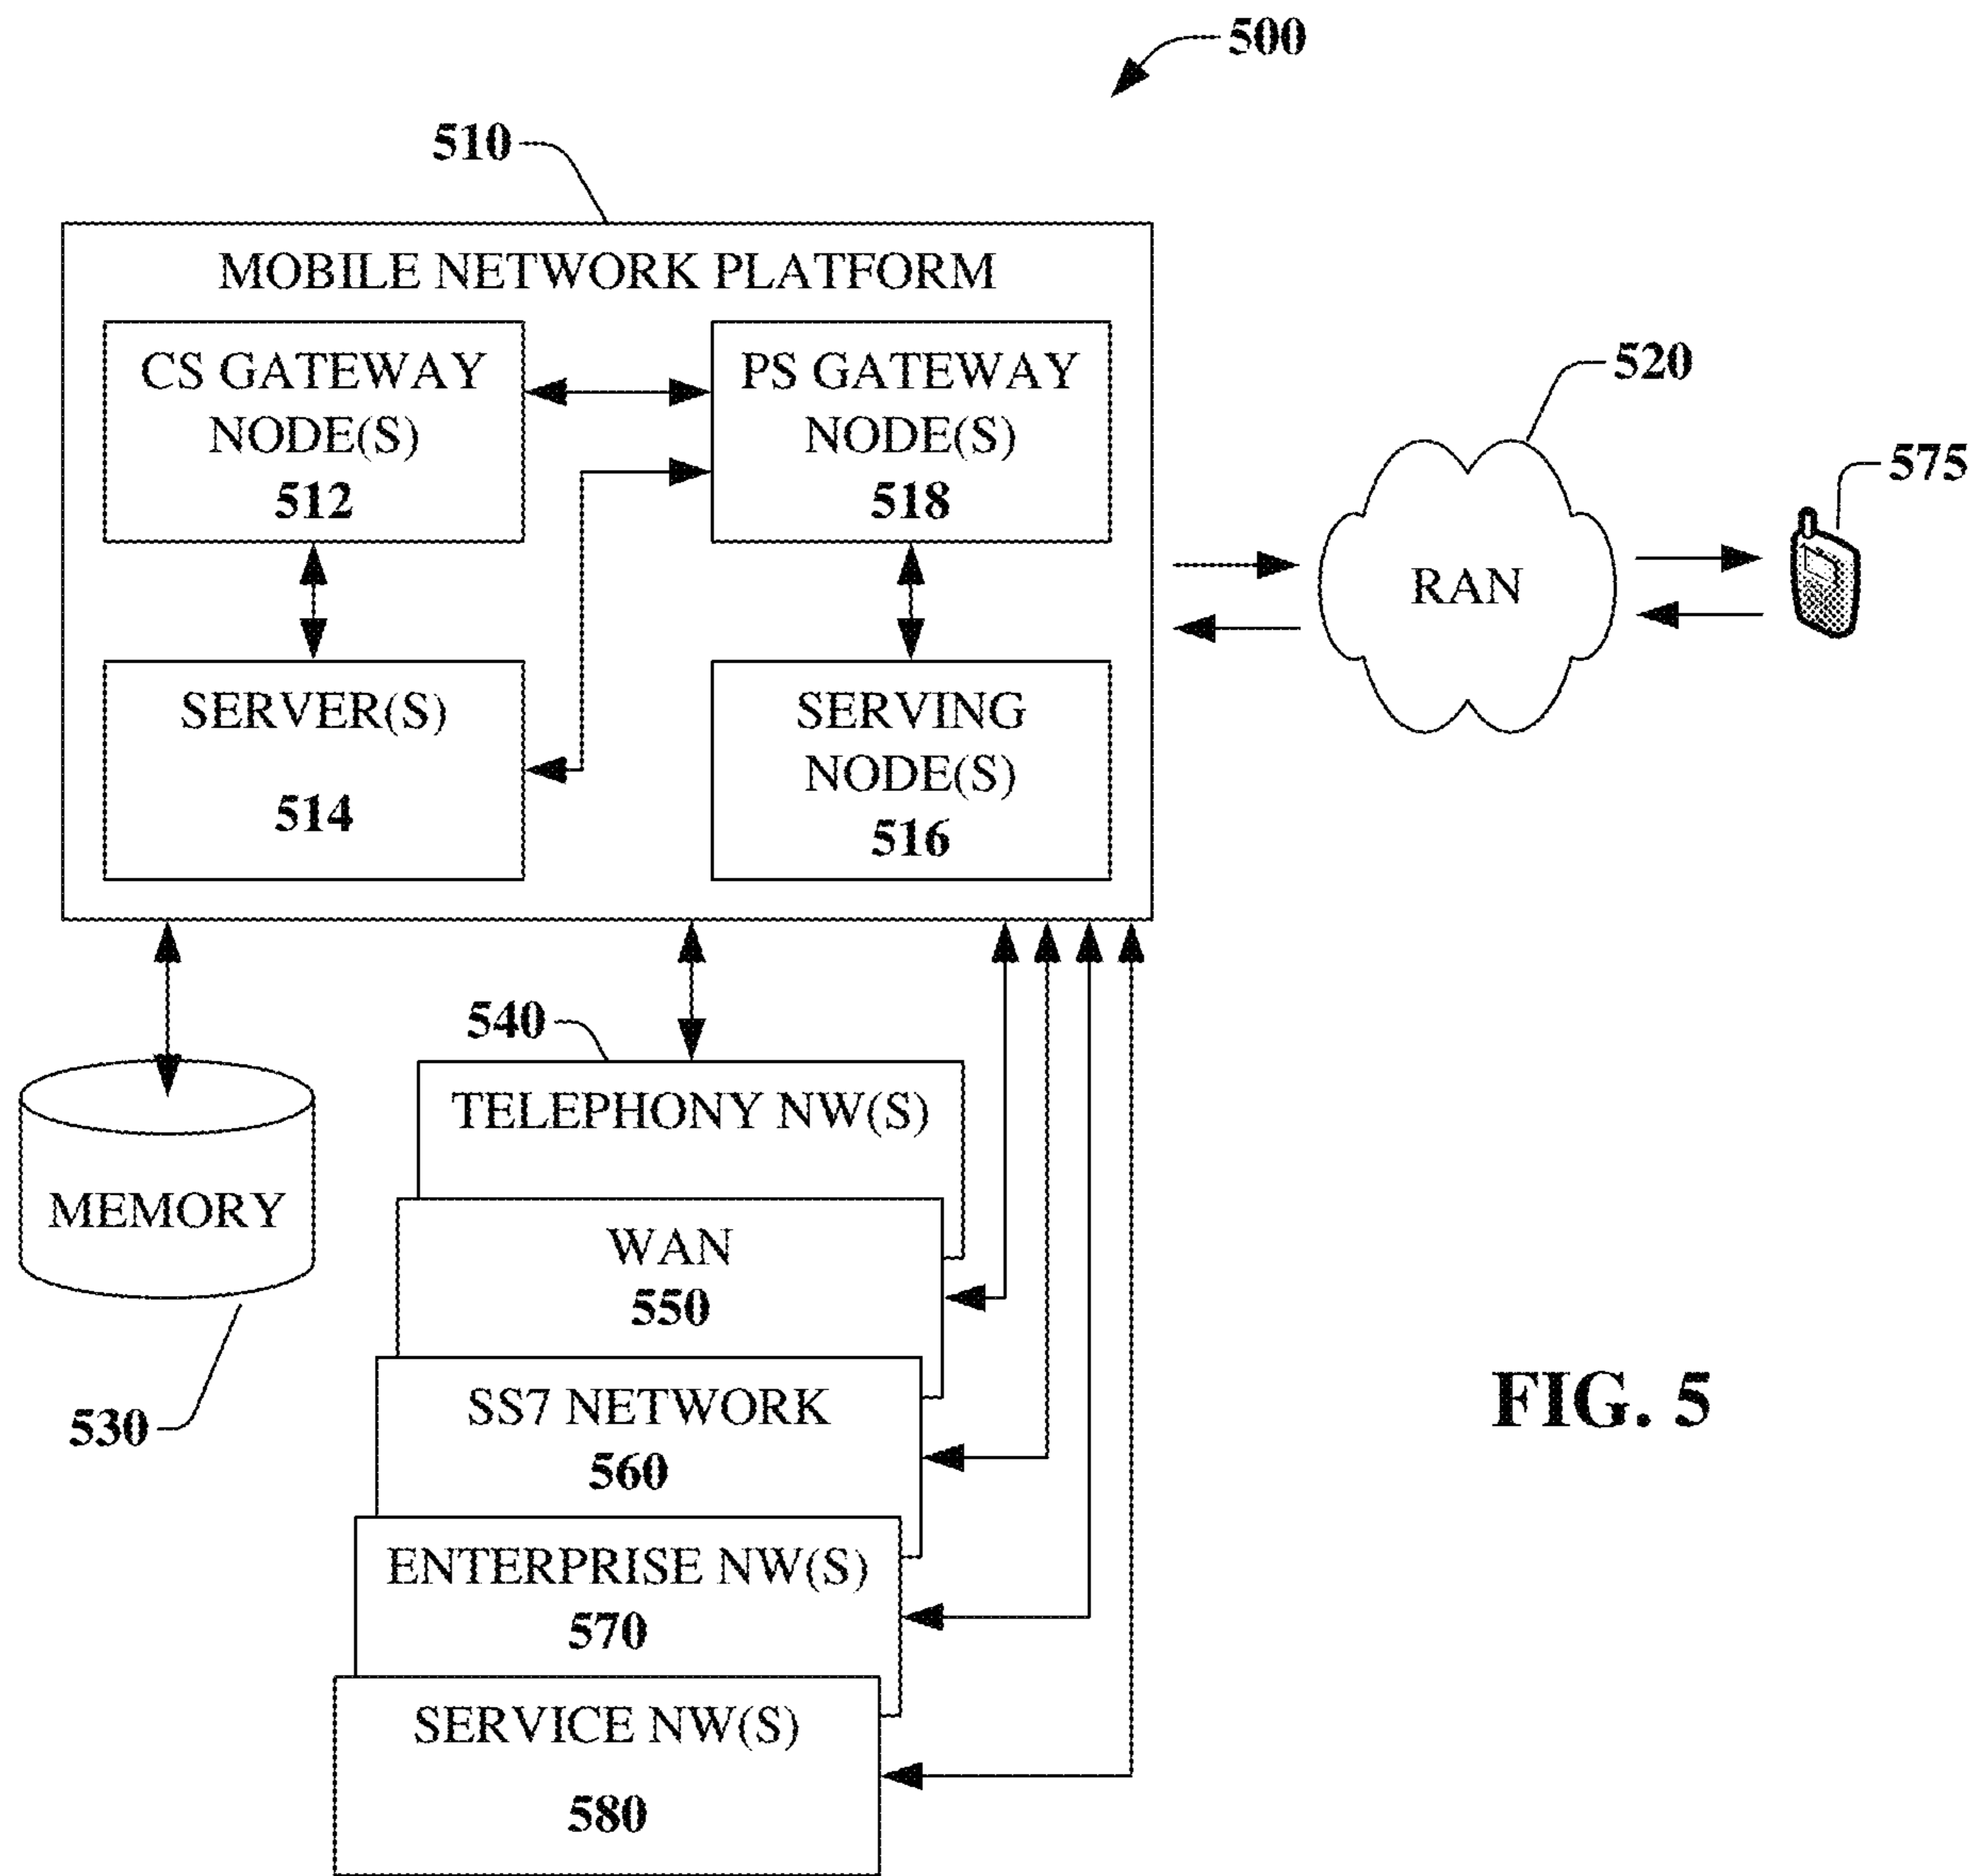 500
510
MOBILE NETWORK PLATFORM
CS GATEWAY
NODE(S)
512
PS GATEWAY
NODE(S)
518
SERVER(S)
514
SERVING
NODE(S)
516
520
RAN
575
540
TELEPHONY NW(S)
MEMORY
530
WAN
550
SS7 NETWORK
560
ENTERPRISE NW(S)
570
SERVICE NW(S)
580
FIG. 5